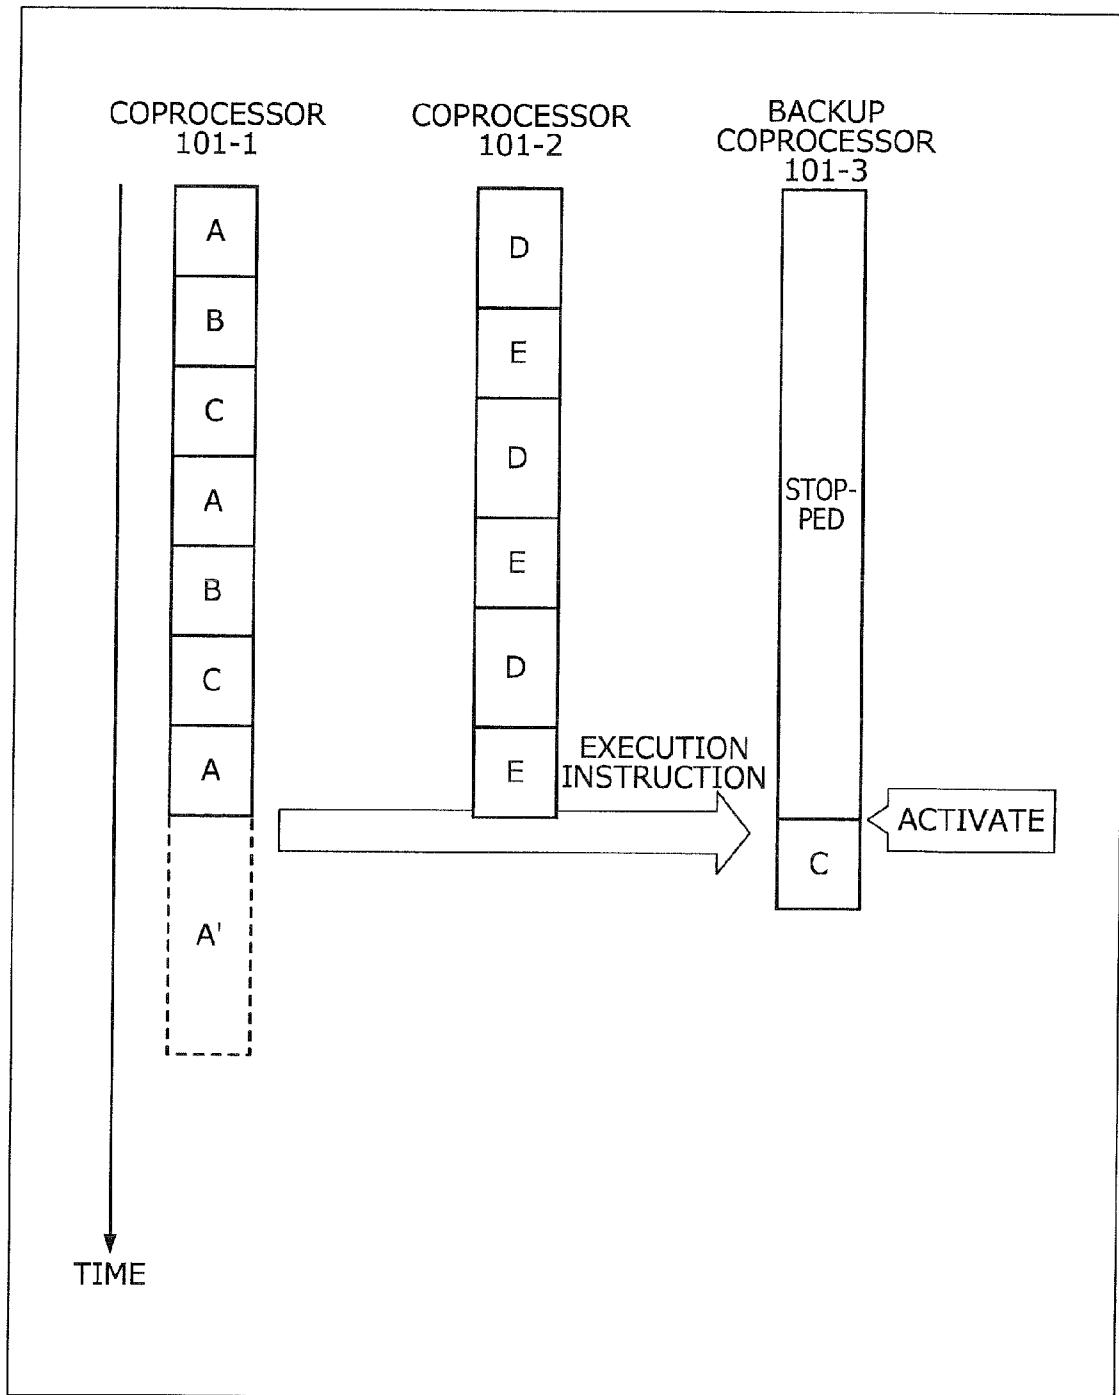 COPROCESSOR
101-1
COPROCESSOR
101-2
BACKUP
COPROCESSOR
101-3
A
B
C
A
B
C
A
A'
D
E
D
E
D
E
STOP-
PED
C
EXECUTION
INSTRUCTION
ACTIVATE
TIME